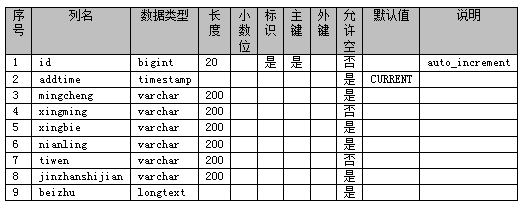 序号 列名 数据类型 长度 小数位 标识 主键 外键 允许空 默认值 说明
1 id bigint 20 是 是 否 auto_increment
2 addtime timestamp 是 CURRENT
3 mingcheng varchar 200 是
4 xingming varchar 200 否
5 xingbie varchar 200 是
6 nianling varchar 200 是
7 tiwen varchar 200 否
8 jinzhanshijian varchar 200 是
9 beizhu longtext 是